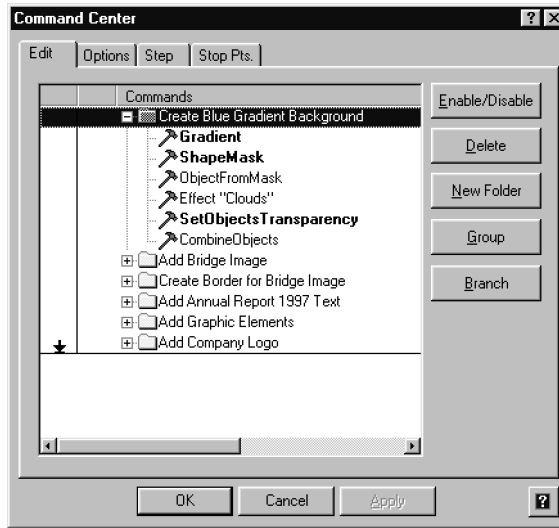 Command Center
Edit Options Step Stop Pts.
Commands
Create Blue Gradient Background
Gradient
ShapeMask
ObjectFromMask
Effect "Clouds"
SetObjectsTransparency
CombineObjects
Add Bridge Image
Create Border for Bridge Image
Add Annual Report 1997 Text
Add Graphic Elements
Add Company Logo
Enable/Disable
Delete
New Folder
Group
Branch
OK Cancel Apply